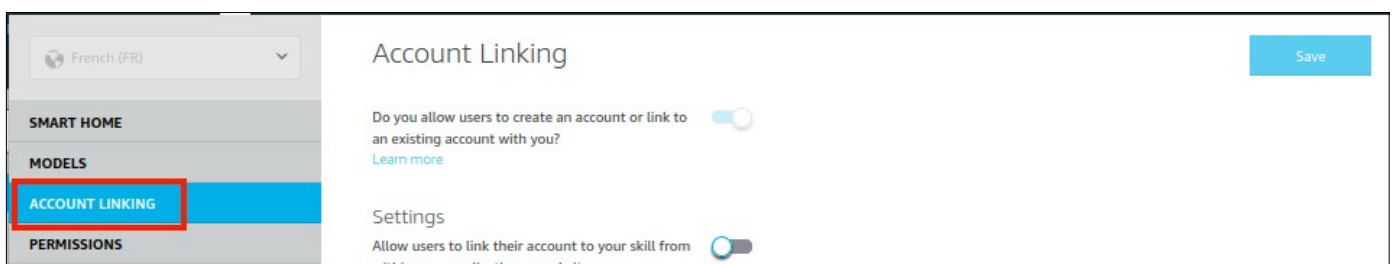 French (FR)
SMART HOME
MODELS
ACCOUNT LINKING
PERMISSIONS
Account Linking
Save
Do you allow users to create an account or link to
an existing account with you?
Learn more
Settings
Allow users to link their account to your skill from